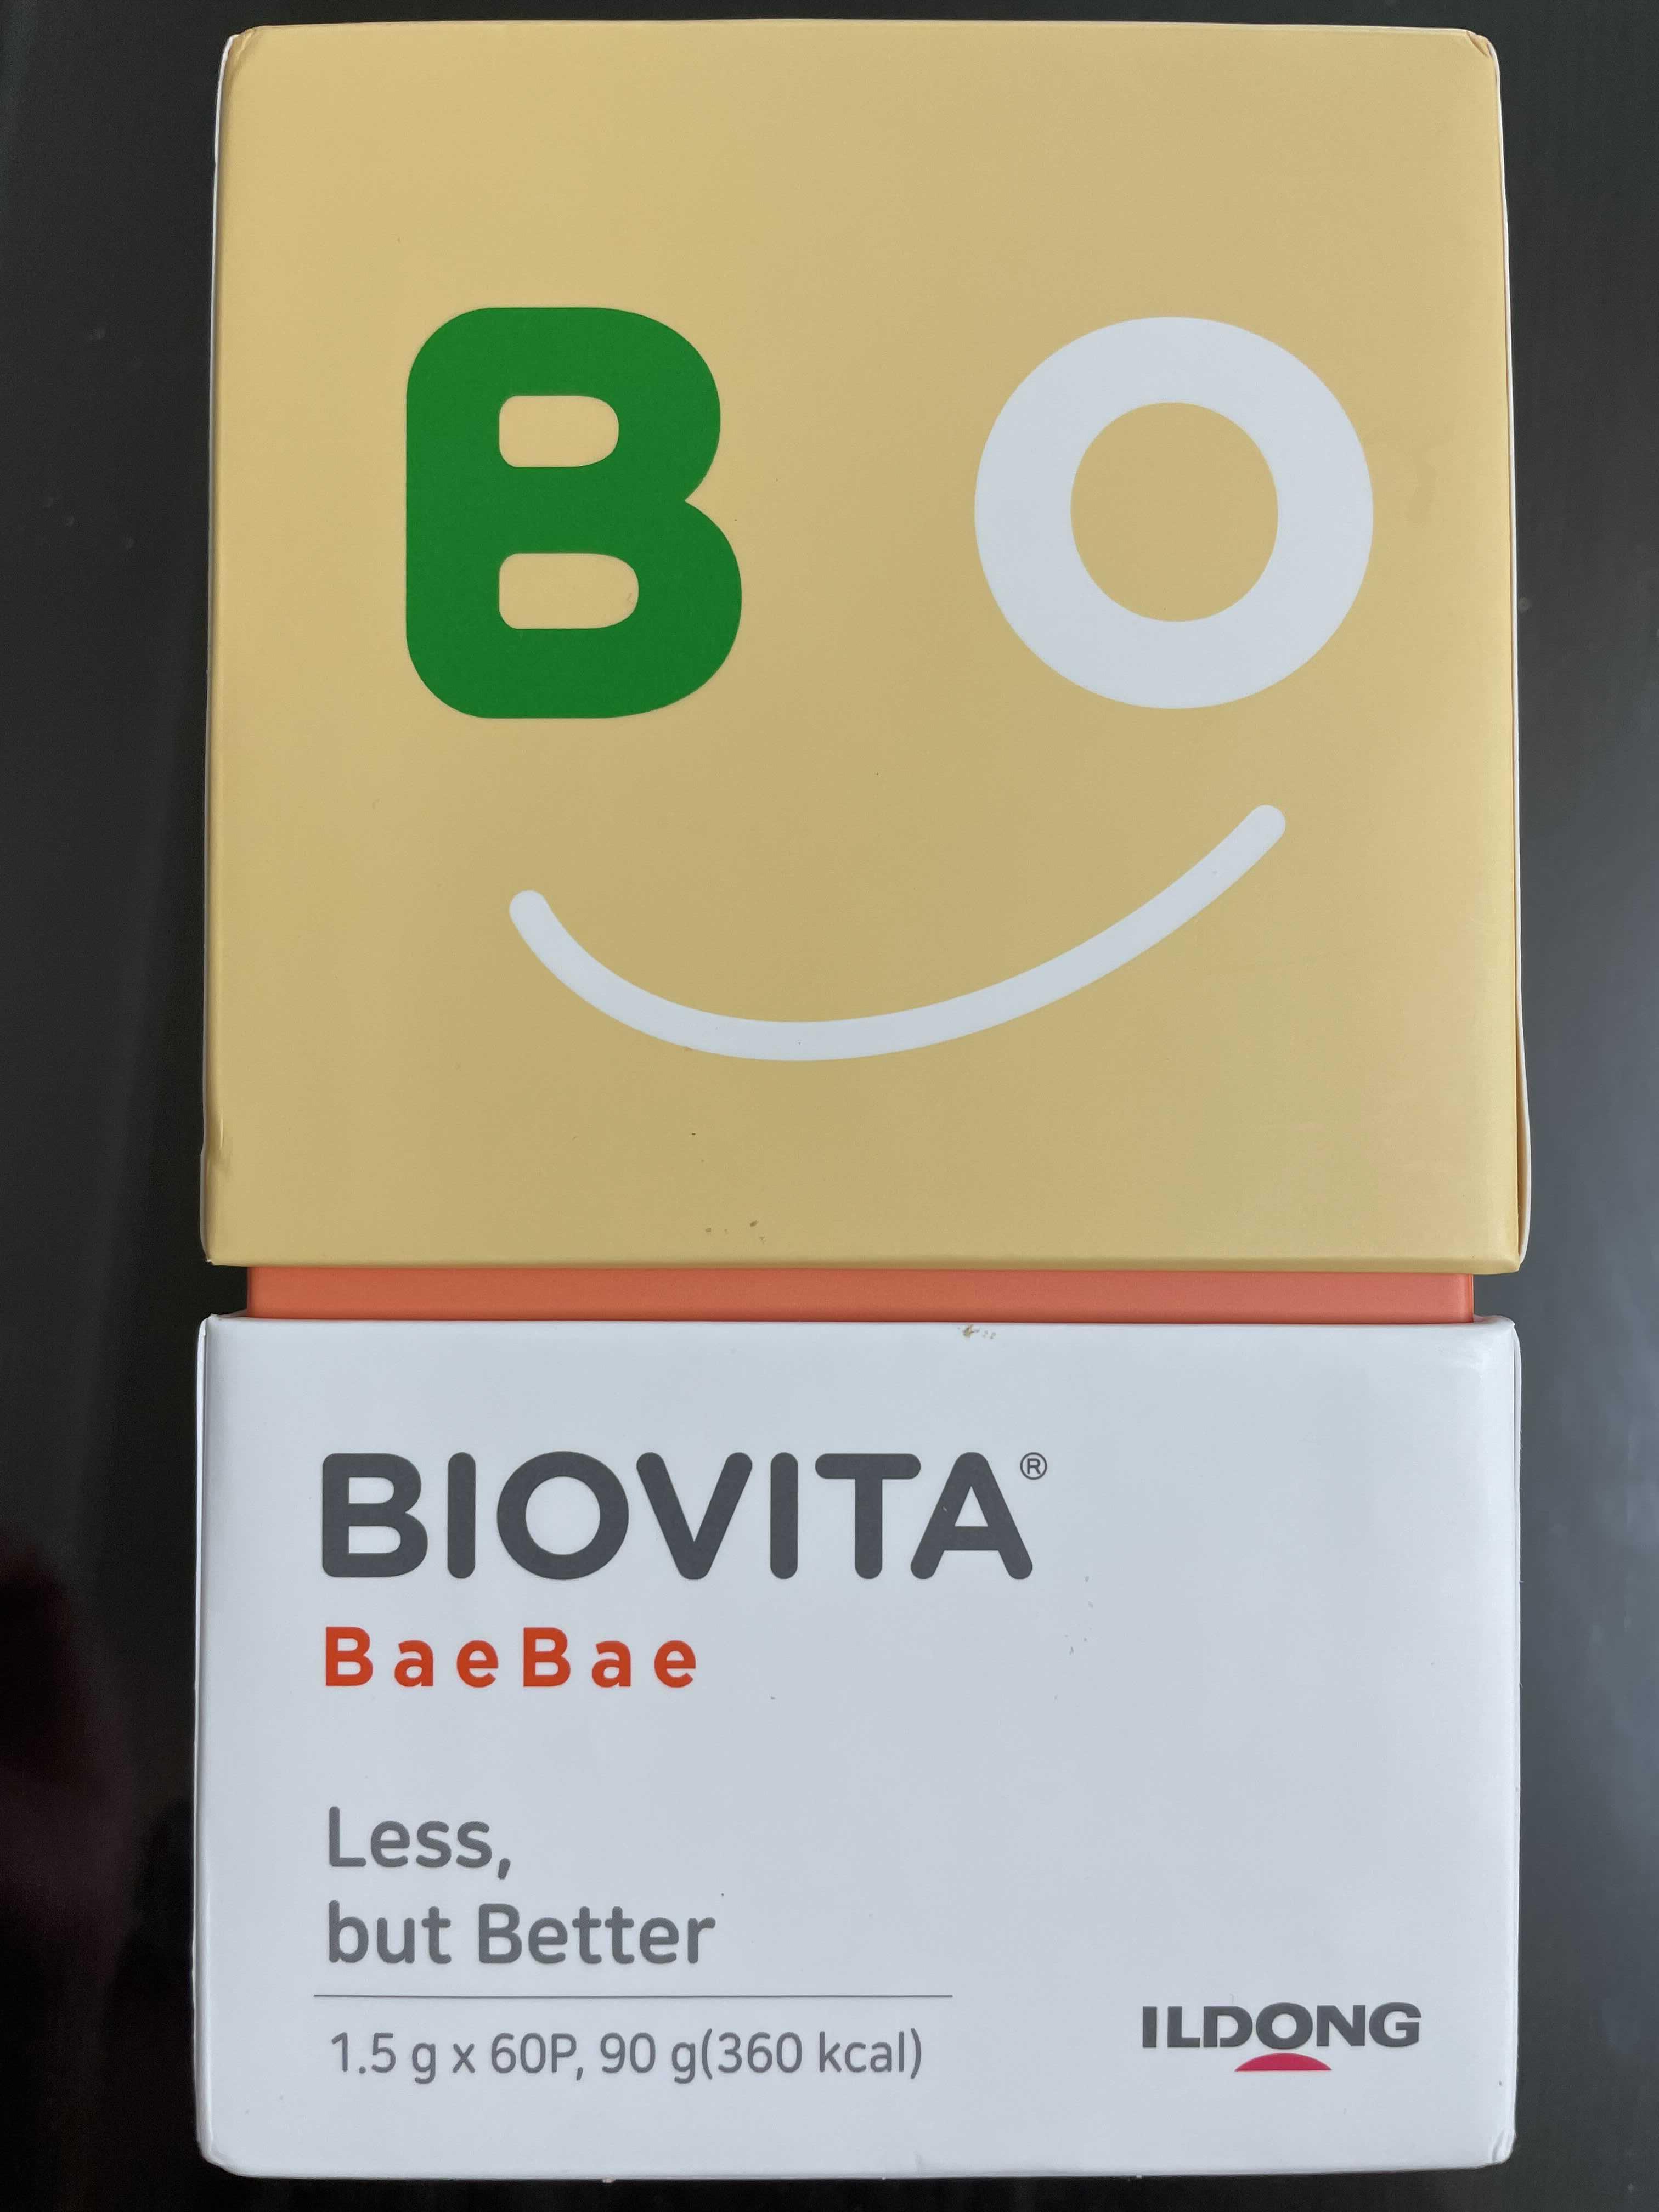 B O
BIOVITA®
BaeBae
Less,
but Better
1.5 g x 60P, 90 g(360 kcal)
ILDONG